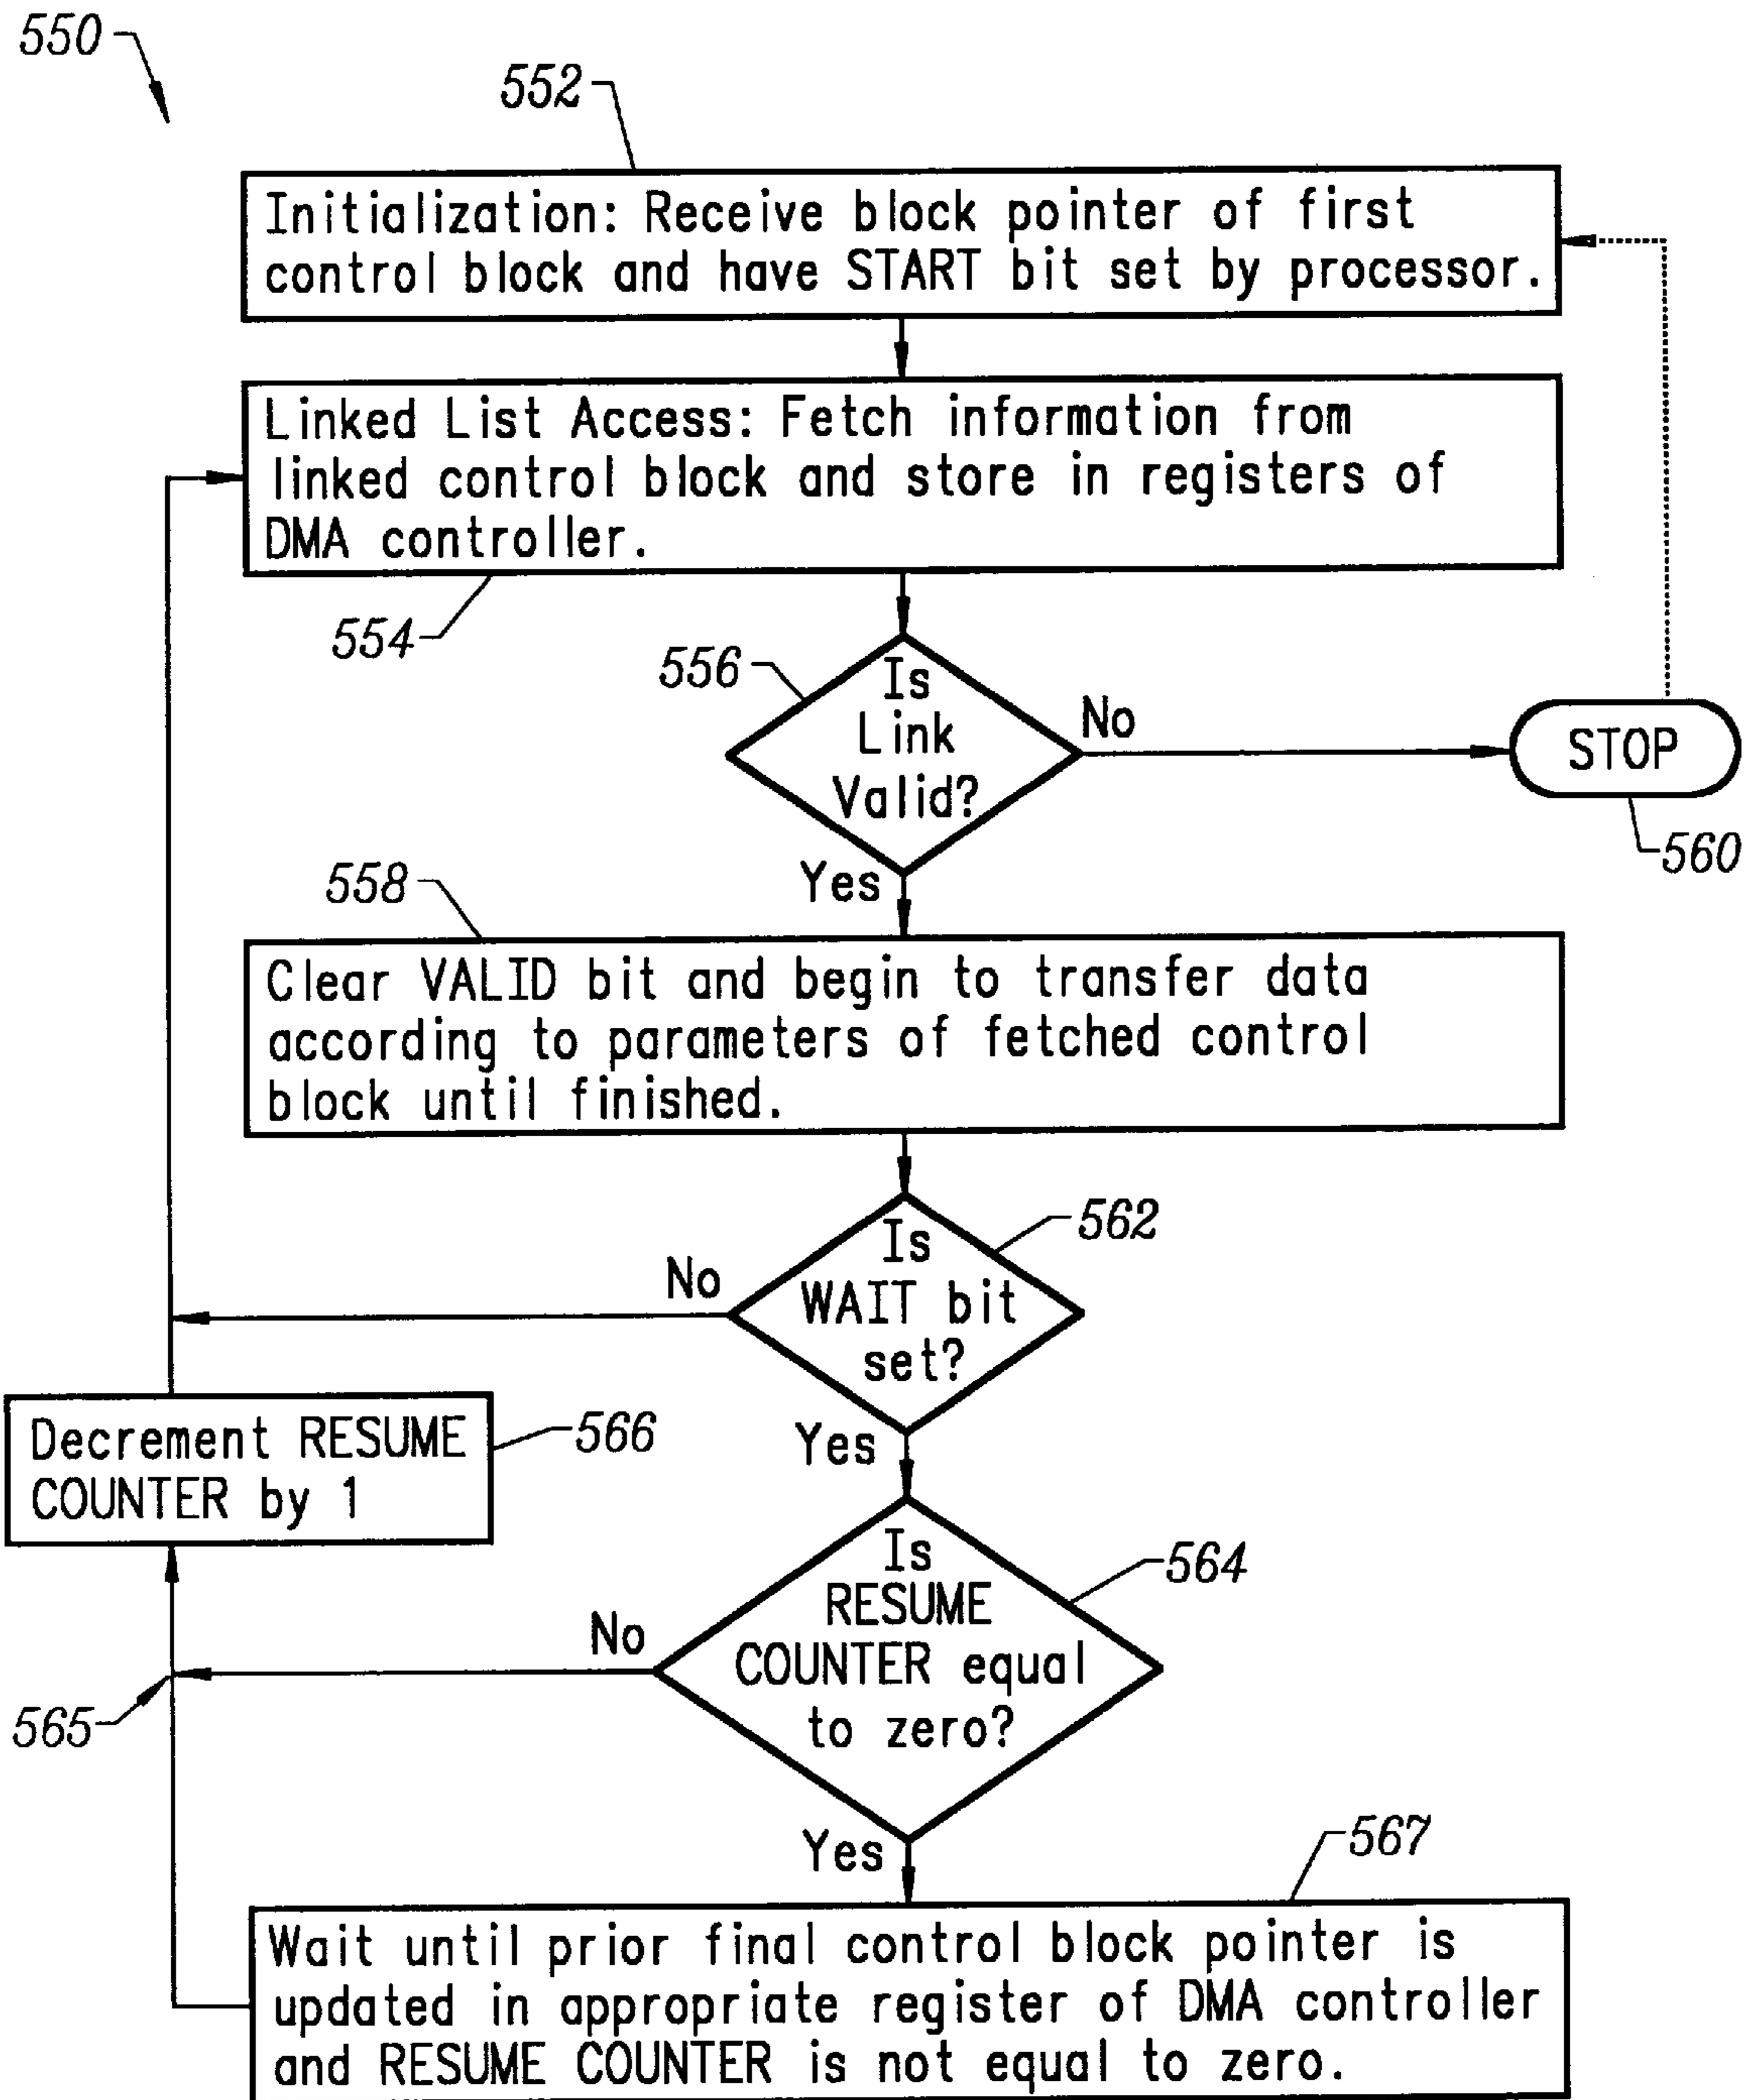 550
552
Initialization: Receive block pointer of first
control block and have START bit set by processor.
Linked List Access: Fetch information from
linked control block and store in registers of
DMA controller.
554
556
Is
Link
Valid?
No
STOP
560
Yes
558
Clear VALID bit and begin to transfer data
according to parameters of fetched control
block until finished.
562
Is
WAIT bit
set?
No
Yes
Decrement RESUME
COUNTER by 1
566
564
Is
RESUME
COUNTER equal
to zero?
No
565
Yes
567
Wait until prior final control block pointer is
updated in appropriate register of DMA controller
and RESUME COUNTER is not equal to zero.